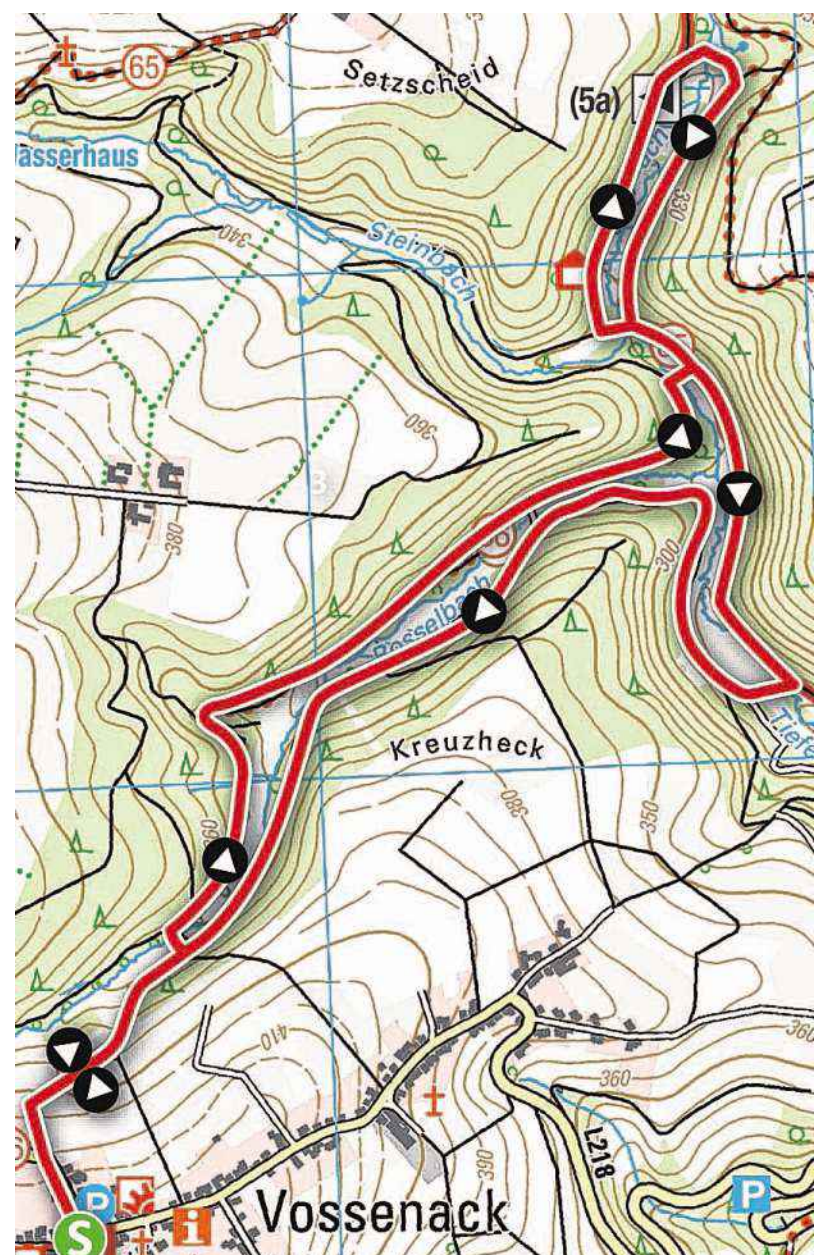 65
Setzscheid
(5a)
Wasserhaus
330
340
Steinbach
360
380
300
Bosselbach
Kreuzheck
380
350
410
360
360
390
L218
P
P
i
Vossenack
S